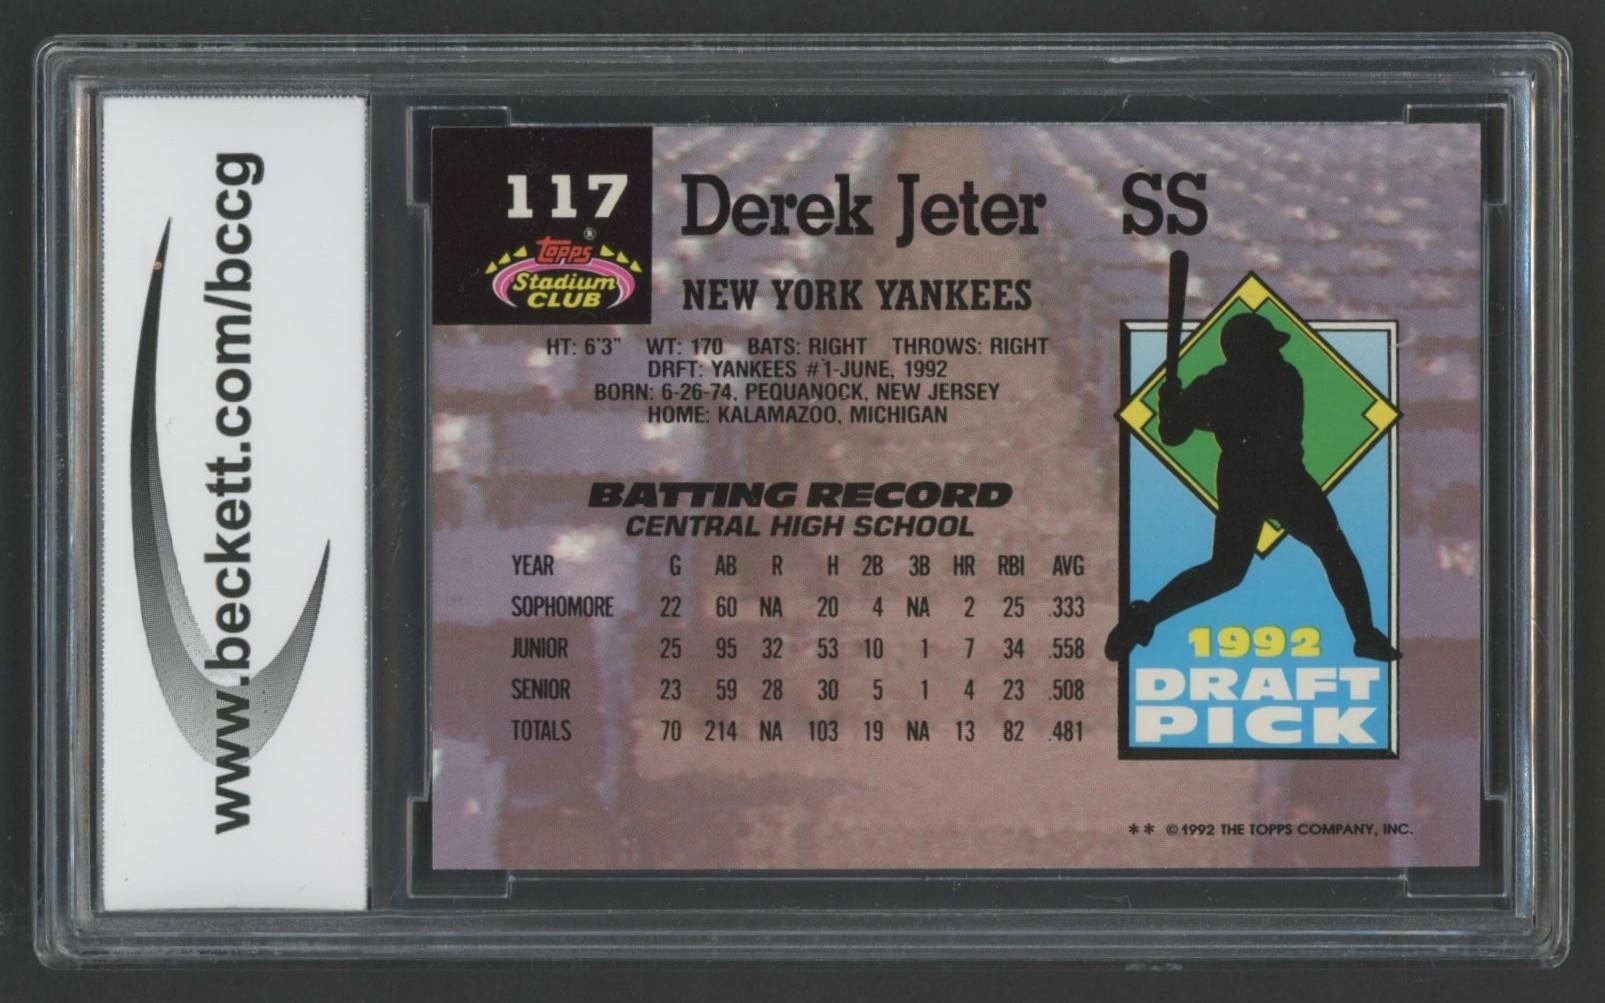 www.beckett.com/bccg
117
Topps®
Stadium
CLUB
Derek Jeter SS
NEW YORK YANKEES
HT: 6'3" WT: 170 BATS: RIGHT THROWS: RIGHT
DRFT: YANKEES #1-JUNE, 1992
BORN: 6-26-74, PEQUANOCK, NEW JERSEY
HOME: KALAMAZOO, MICHIGAN
BATTING RECORD
CENTRAL HIGH SCHOOL
YEAR G AB R H 2B 3B HR RBI AVG
SOPHOMORE 22 60 NA 20 4 NA 2 25 .333
JUNIOR 25 95 32 53 10 1 7 34 .558
SENIOR 23 59 28 30 5 1 4 23 .508
TOTALS 70 214 NA 103 19 NA 13 82 .481
1992
DRAFT
PICK
** ©1992 THE TOPPS COMPANY, INC.